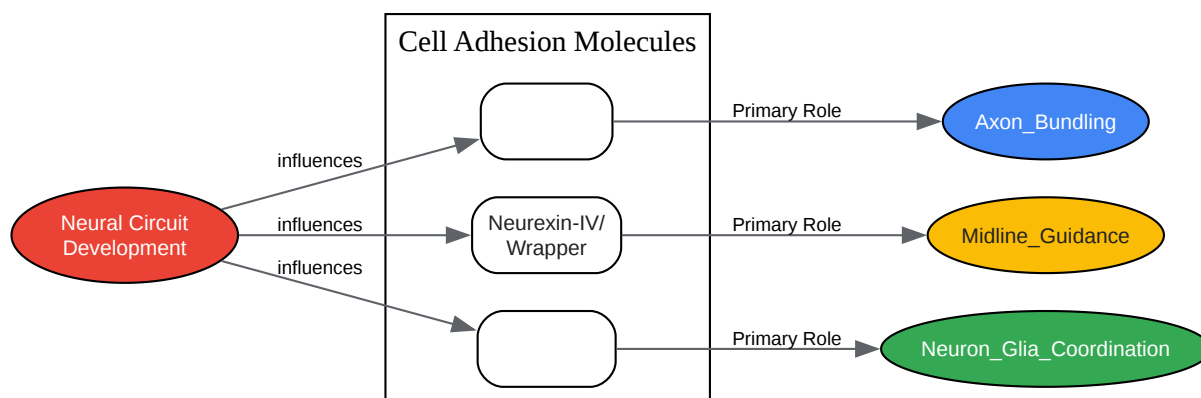 Cell Adhesion Molecules
influences
Primary Role
Axon_Bundling
Neural Circuit
Development
influences
Neurexin-IV/
Wrapper
Primary Role
Midline_Guidance
influences
Primary Role
Neuron_Glia_Coordination